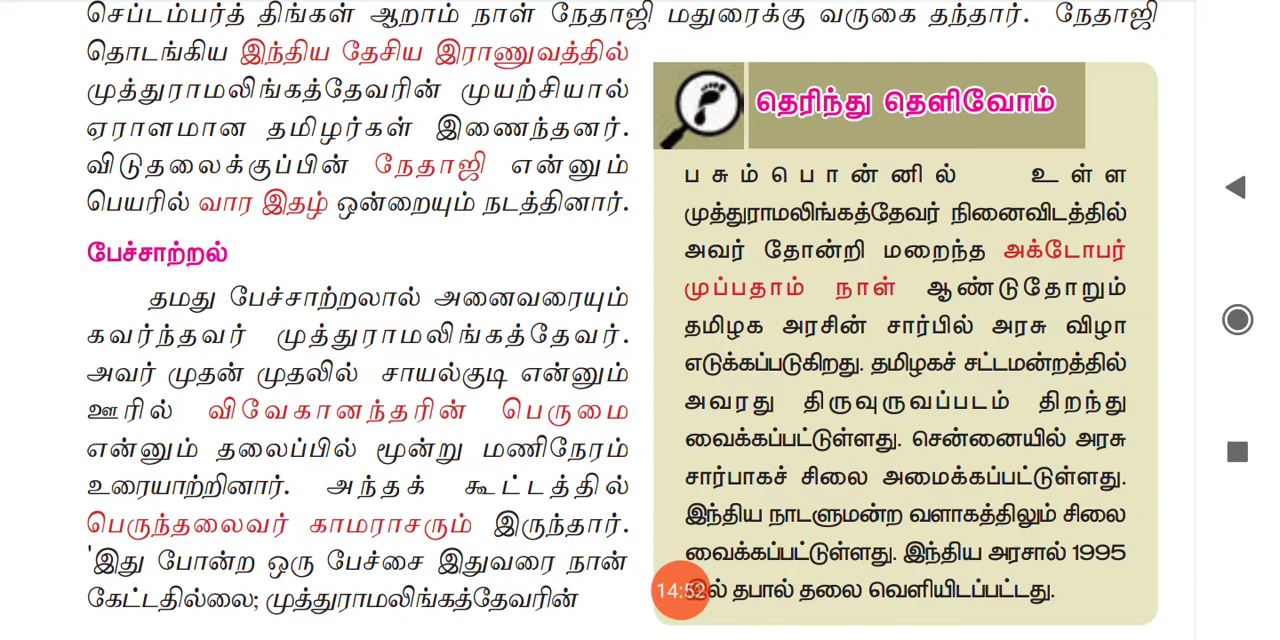 செப்டம்பர்த் திங்கள் ஆறாம் நாள் நேதாஜி மதுரைக்கு வருகை தந்தார். நேதாஜி
தொடங்கிய இந்திய தேசிய இராணுவத்தில்
முத்துராமலிங்கத்தேவரின் முயற்சியால்
ஏராளமான தமிழர்கள் இணைந்தனர்.
விடுதலைக்குப்பின் நேதாஜி என்னும்
பெயரில் வார இதழ் ஒன்றையும் நடத்தினார்.
பேச்சாற்றல்
தமது பேச்சாற்றலால் அனைவரையும்
கவர்ந்தவர் முத்துராமலிங்கத்தேவர்.
அவர் முதன் முதலில் சாயல்குடி என்னும்
ஊரில் விவேகானந்தரின் பெருமை
என்னும் தலைப்பில் மூன்று மணிநேரம்
உரையாற்றினார். அந்தக் கூட்டத்தில்
பெருந்தலைவர் காமராசரும் இருந்தார்.
'இது போன்ற ஒரு பேச்சை இதுவரை நான்
கேட்டதில்லை; முத்துராமலிங்கத்தேவரின்
தெரிந்து தெளிவோம்
பசும்பொன்னில் உள்ள
முத்துராமலிங்கத்தேவர் நினைவிடத்தில்
அவர் தோன்றி மறைந்த அக்டோபர்
முப்பதாம் நாள் ஆண்டுதோறும்
தமிழக அரசின் சார்பில் அரசு விழா
எடுக்கப்படுகிறது. தமிழகச் சட்டமன்றத்தில்
அவரது திருவுருவப்படம் திறந்து
வைக்கப்பட்டுள்ளது. சென்னையில் அரசு
சார்பாகச் சிலை அமைக்கப்பட்டுள்ளது.
இந்திய நாடளுமன்ற வளாகத்திலும் சிலை
வைக்கப்பட்டுள்ளது. இந்திய அரசால் 1995
தபால் தலை வெளியிடப்பட்டது.
14:52